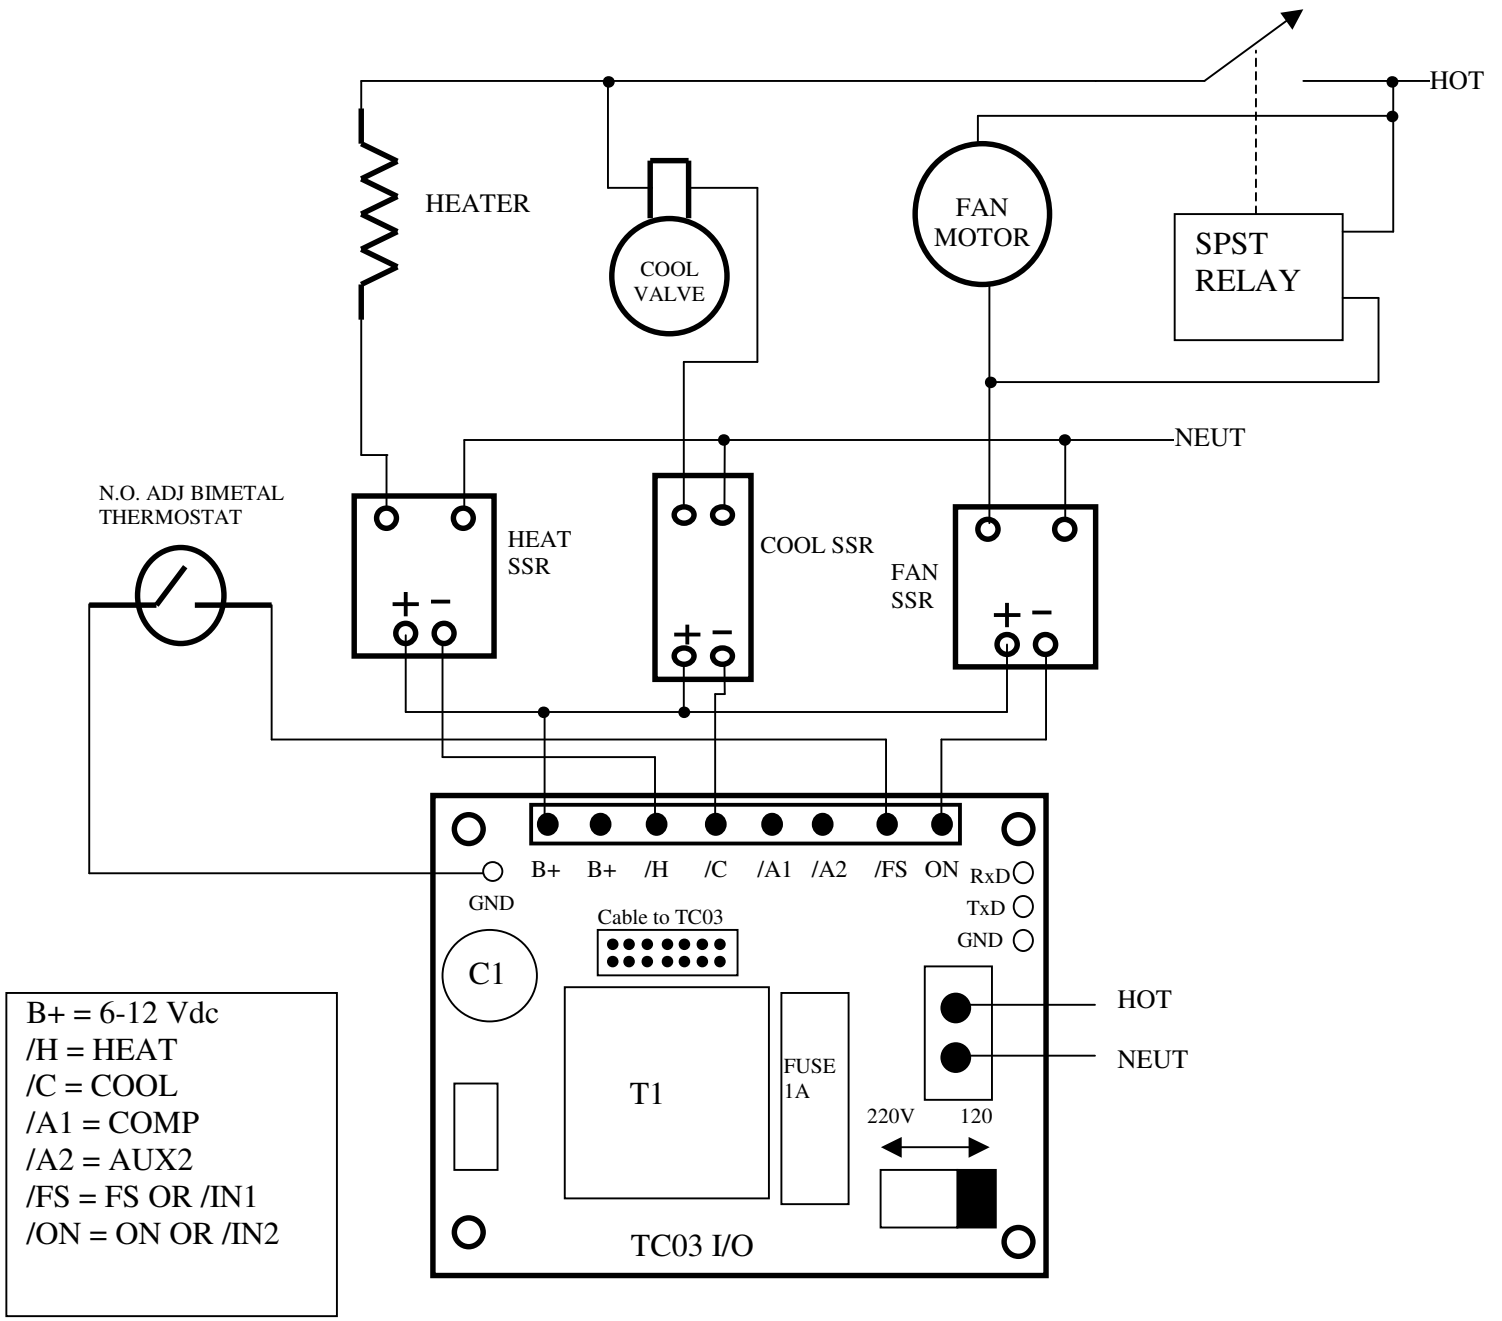 HOT
HEATER
FAN
MOTOR
SPST
RELAY
COOL
VALVE
NEUT
N.O. ADJ BIMETAL
THERMOSTAT
HEAT
SSR
COOL SSR
FAN
SSR
+ −
+ −
+ −
B+ B+ /H /C /A1 /A2 /FS ON
RxD
TxD
GND
GND
Cable to TC03
C1
HOT
NEUT
T1
FUSE
1A
220V 120
TC03 I/O
B+ = 6-12 Vdc
/H = HEAT
/C = COOL
/A1 = COMP
/A2 = AUX2
/FS = FS OR /IN1
/ON = ON OR /IN2